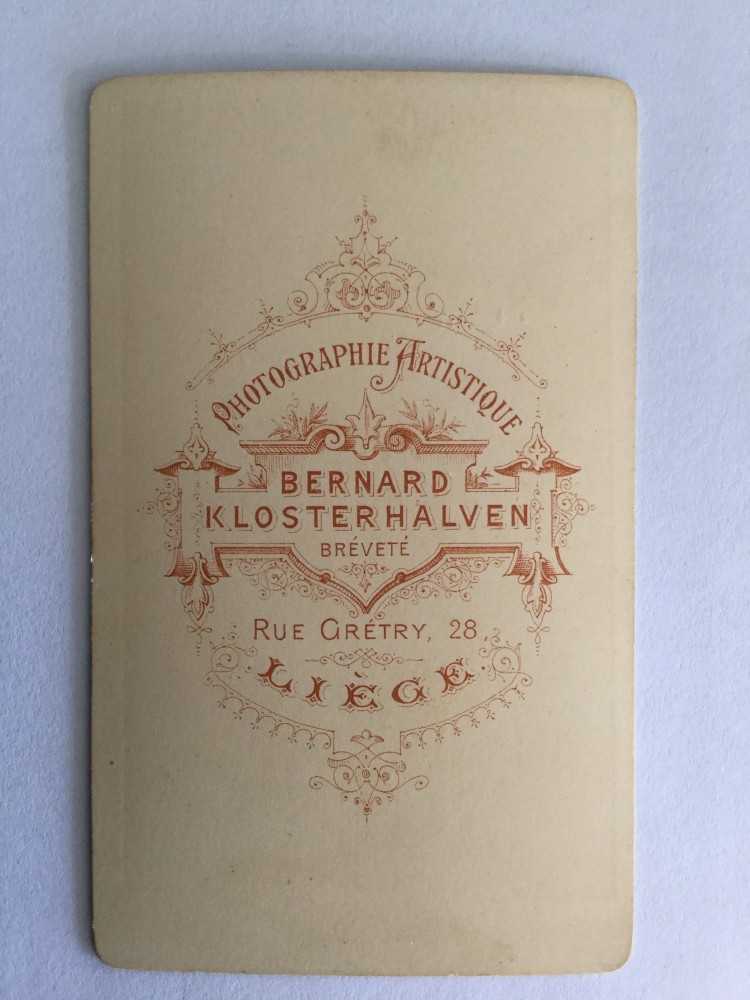 PHOTOGRAPHIE ARTISTIQUE
BERNARD
KLOSTERHALVEN
BRÉVETÉ
RUE GRÉTRY, 28,
LIÈGE.